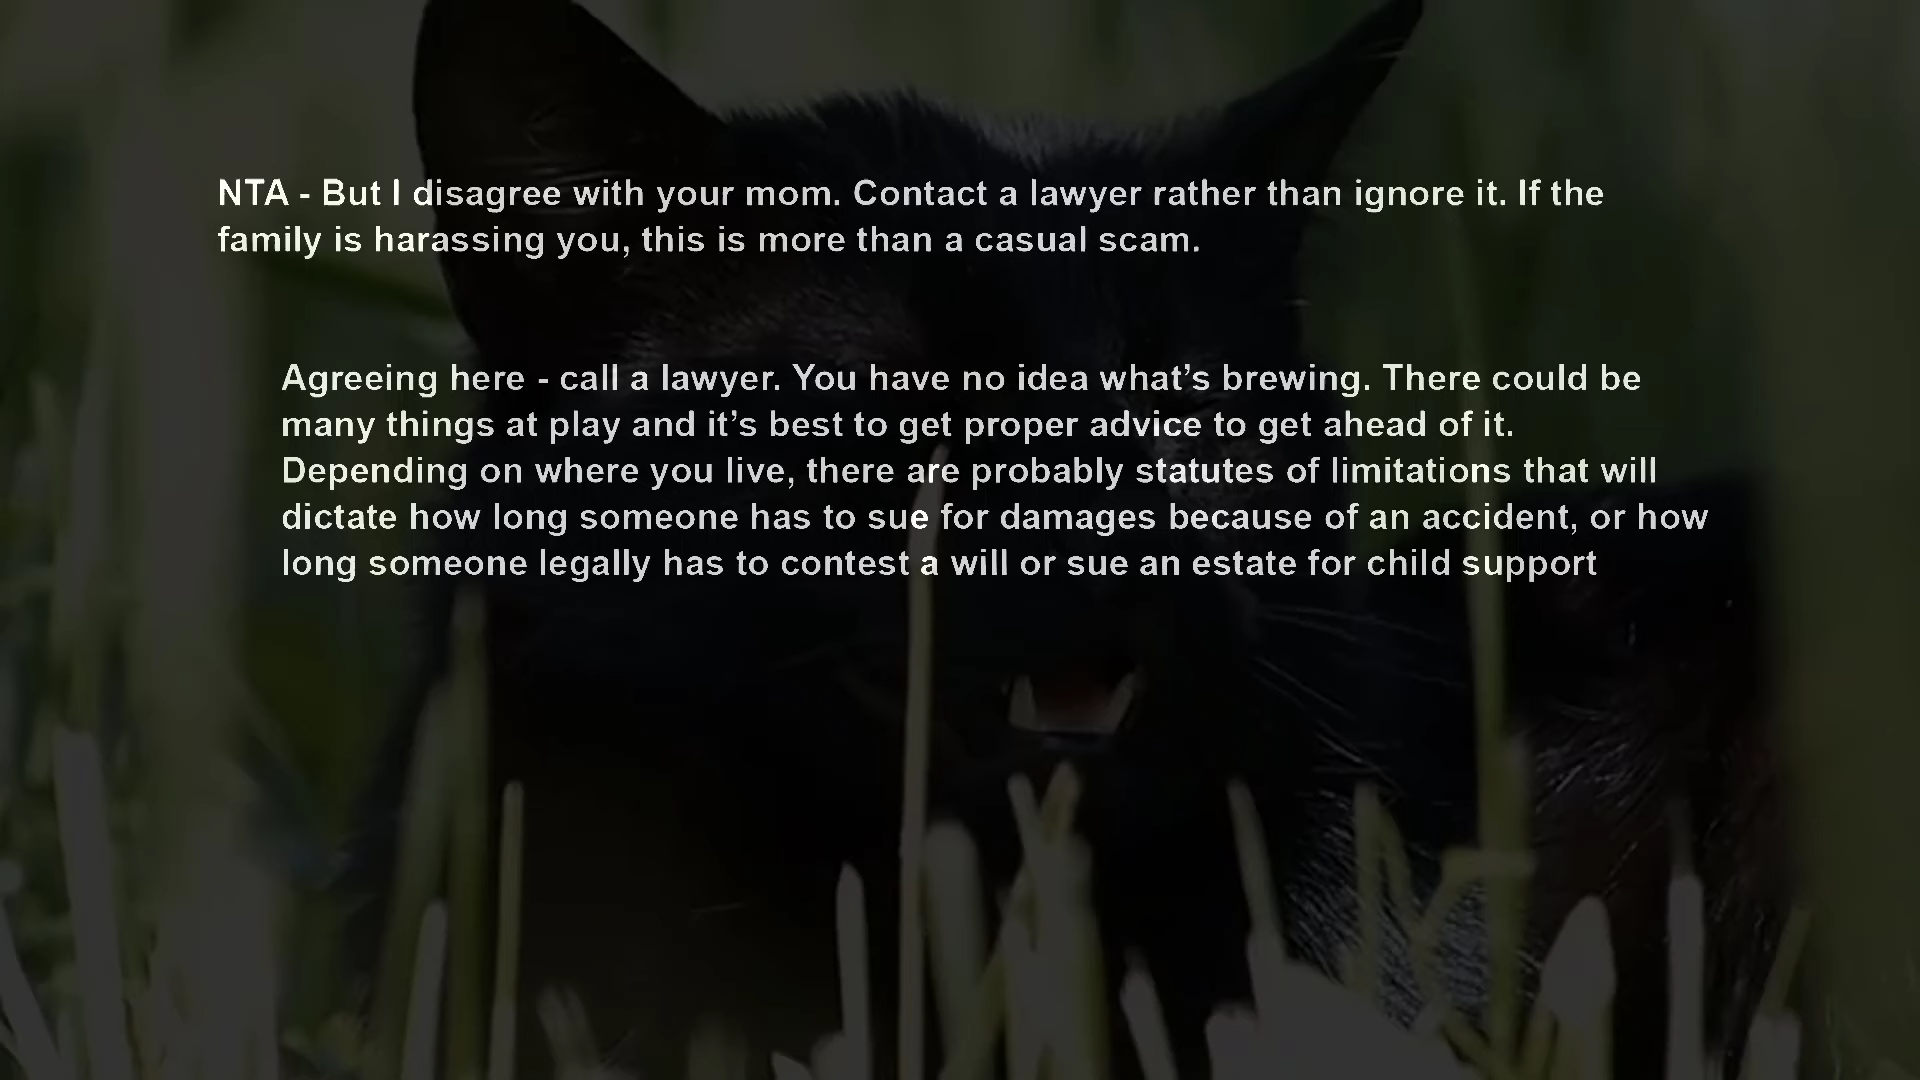 NTA - But I disagree with your mom. Contact a lawyer rather than ignore it. If the
family is harassing you, this is more than a casual scam.
Agreeing here - call a lawyer. You have no idea what’s brewing. There could be
many things at play and it’s best to get proper advice to get ahead of it.
Depending on where you live, there are probably statutes of limitations that will
dictate how long someone has to sue for damages because of an accident, or how
long someone legally has to contest a will or sue an estate for child support